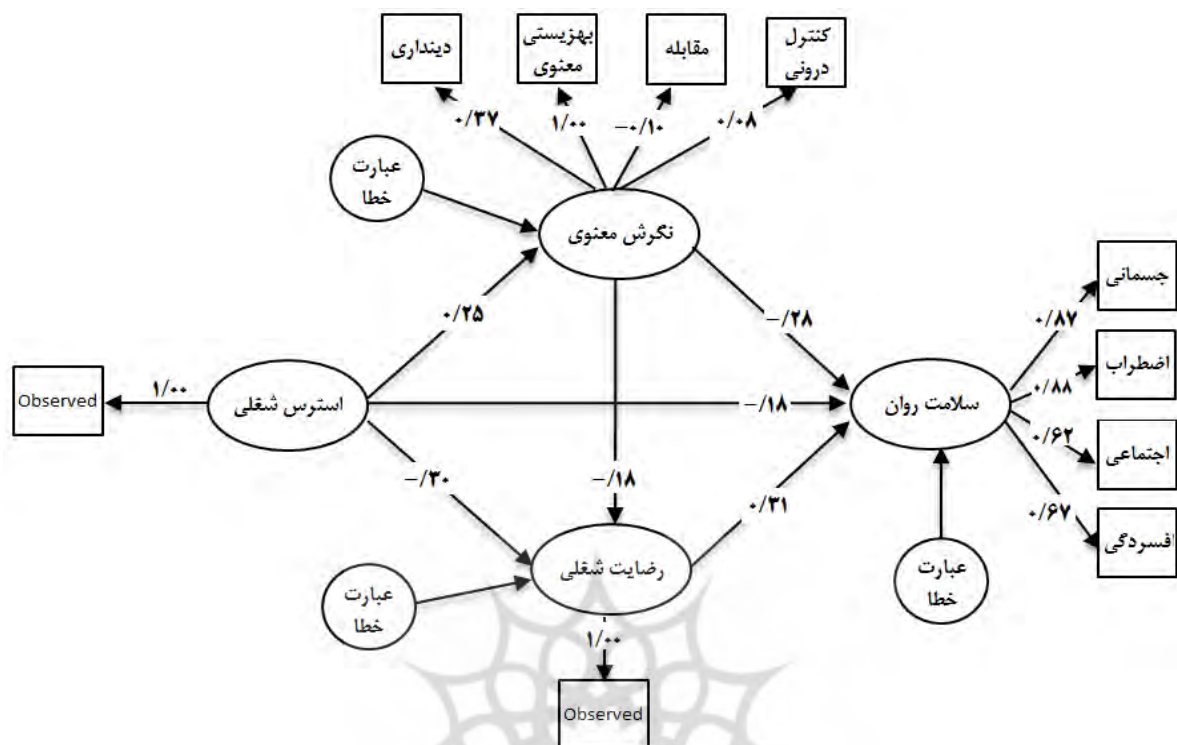 دینداری
بهزیستی
معنوی
مقابله
کنترل
درونی
۰/۳۷
۱/۰۰
−۰/۱۰
۰/۰۸
عبارت
خطا
نگرش معنوی
جسمانی
۰/۲۵
−/۲۸
۰/۸۷
اضطراب
Observed
۱/۰۰
استرس شغلی
−/۱۸
سلامت روان
۰/۸۸
اجتماعی
۰/۶۲
−/۳۰
−/۱۸
۰/۳۱
۰/۶۷
افسردگی
رضایت شغلی
عبارت
خطا
عبارت
خطا
۱/۰۰
Observed